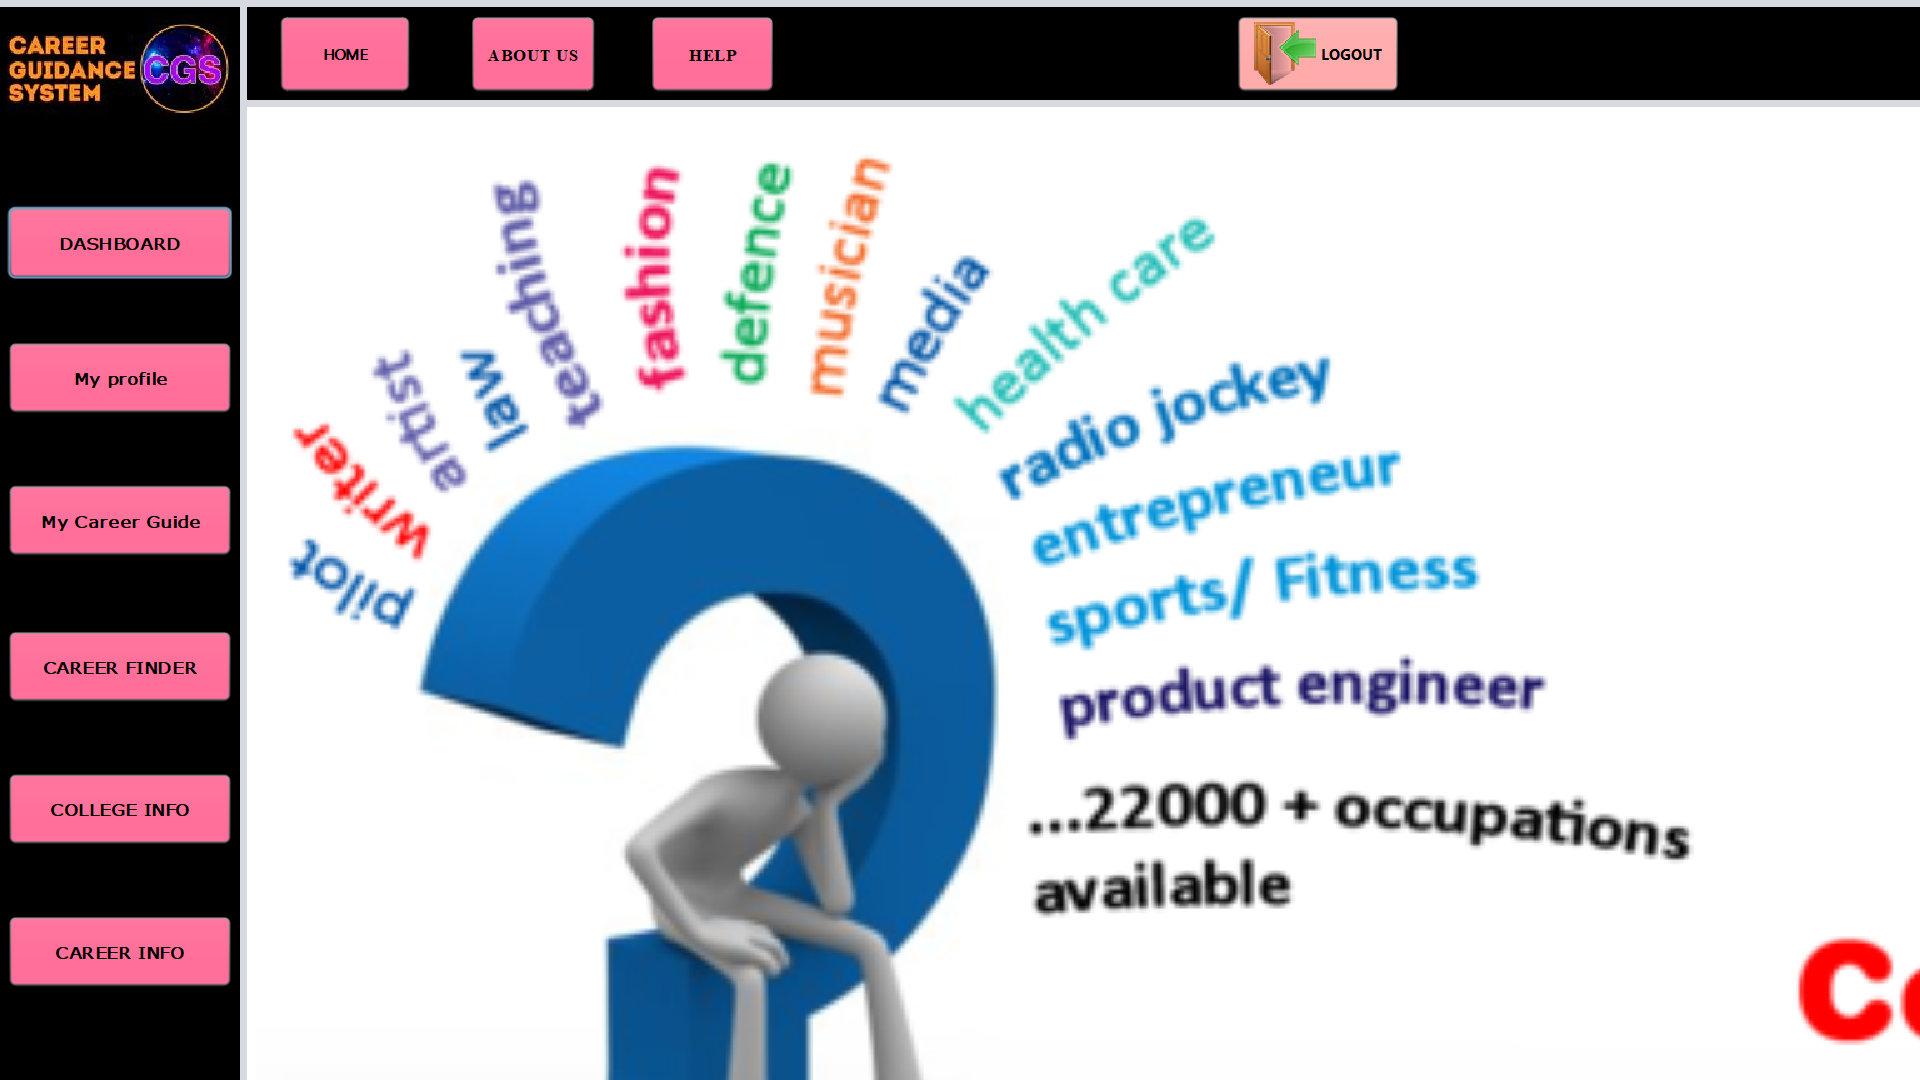 CAREER
GUIDANCE
SYSTEM
CGS
HOME
ABOUT US
HELP
LOGOUT
DASHBOARD
My profile
My Career Guide
CAREER FINDER
COLLEGE INFO
CAREER INFO
pilot
writer
artist
law
teaching
fashion
defence
musician
media
health care
radio jockey
entrepreneur
sports/ Fitness
product engineer
...22000 + occupations
available